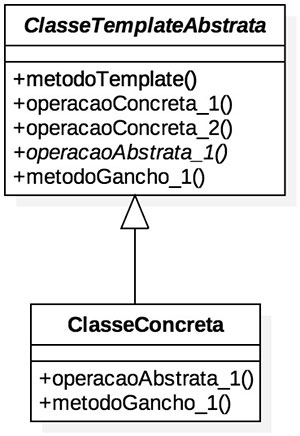 ClasseTemplateAbstrata
+metodoTemplate()
+operacaoConcreta_1()
+operacaoConcreta_2()
+operacaoAbstrata_1()
+metodoGancho_1()
ClasseConcreta
+operacaoAbstrata_1()
+metodoGancho_1()